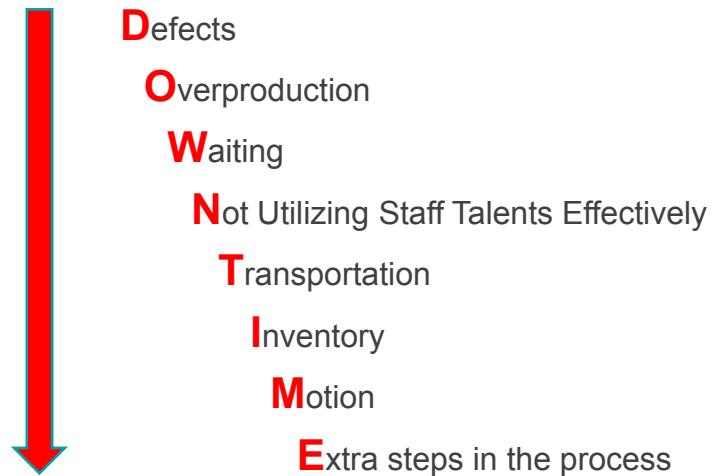 Defects
Overproduction
Waiting
Not Utilizing Staff Talents Effectively
Transportation
Inventory
Motion
Extra steps in the process